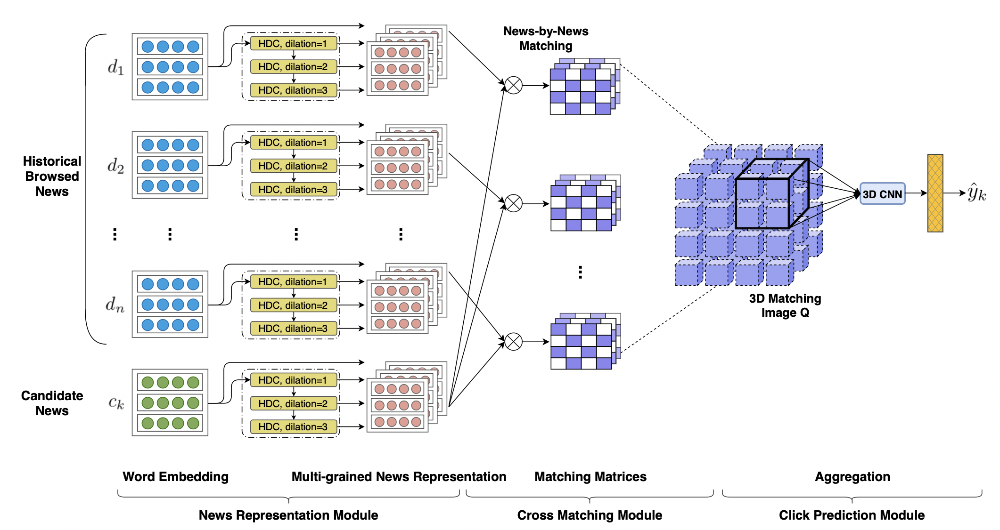 News-by-News
Matching
d₁
HDC, dilation=1
HDC, dilation=2
HDC, dilation=3
Historical
Browsed
News
d₂
HDC, dilation=1
HDC, dilation=2
HDC, dilation=3
3D CNN
ŷₖ
⋮ ⋮ ⋮ ⋮
⋮
dₙ
HDC, dilation=1
HDC, dilation=2
HDC, dilation=3
3D Matching
Image Q
Candidate
News
cₖ
HDC, dilation=1
HDC, dilation=2
HDC, dilation=3
Word Embedding
Multi-grained News Representation
Matching Matrices
Aggregation
News Representation Module
Cross Matching Module
Click Prediction Module